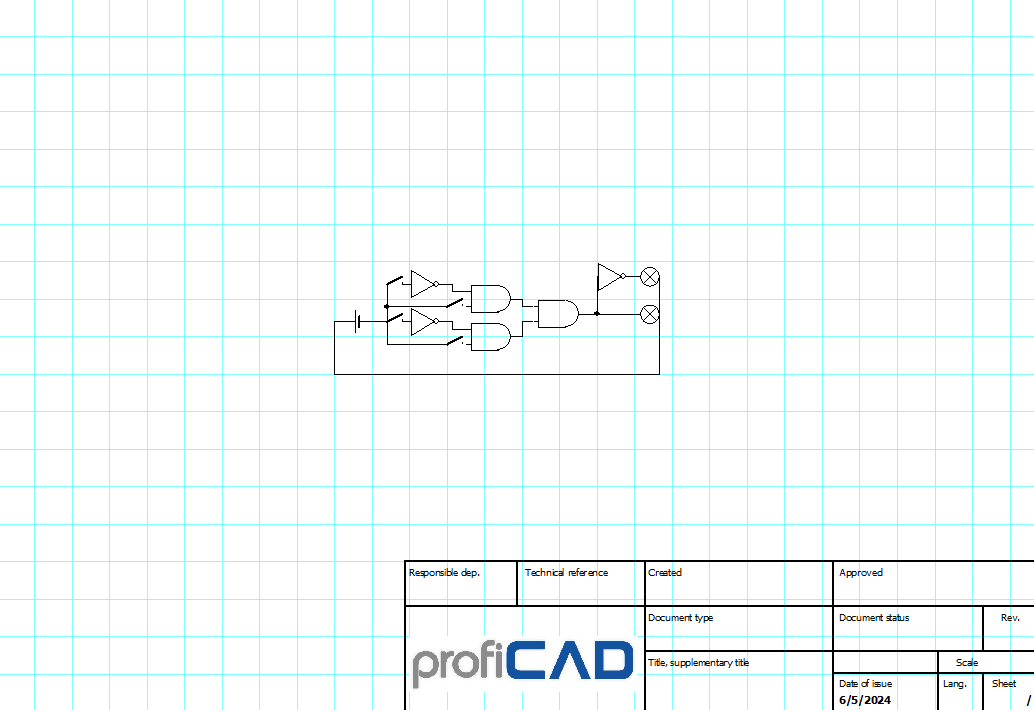 Responsible dep.
Technical reference
Created
Approved
Document type
Document status
Rev.
Title, supplementary title
Scale
Date of issue
Lang.
Sheet
6/5/2024
/
profiCAD